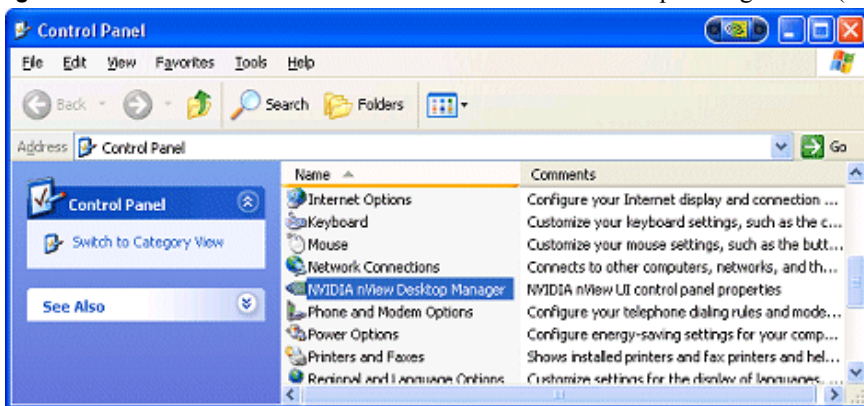 Control Panel
File Edit View Favorites Tools Help
Back Search Folders
Address Control Panel Go
Control Panel
Switch to Category View
See Also
Name Comments
Internet Options Configure your Internet display and connection ...
Keyboard Customize your keyboard settings, such as the c...
Mouse Customize your mouse settings, such as the butt...
Network Connections Connects to other computers, networks, and th...
NVIDIA nView Desktop Manager NVIDIA nView UI control panel properties
Phone and Modem Options Configure your telephone dialing rules and mode...
Power Options Configure energy-saving settings for your comp...
Printers and Faxes Shows installed printers and fax printers and hel...
Regional and Language Options Customize settings for the display of languages, ...